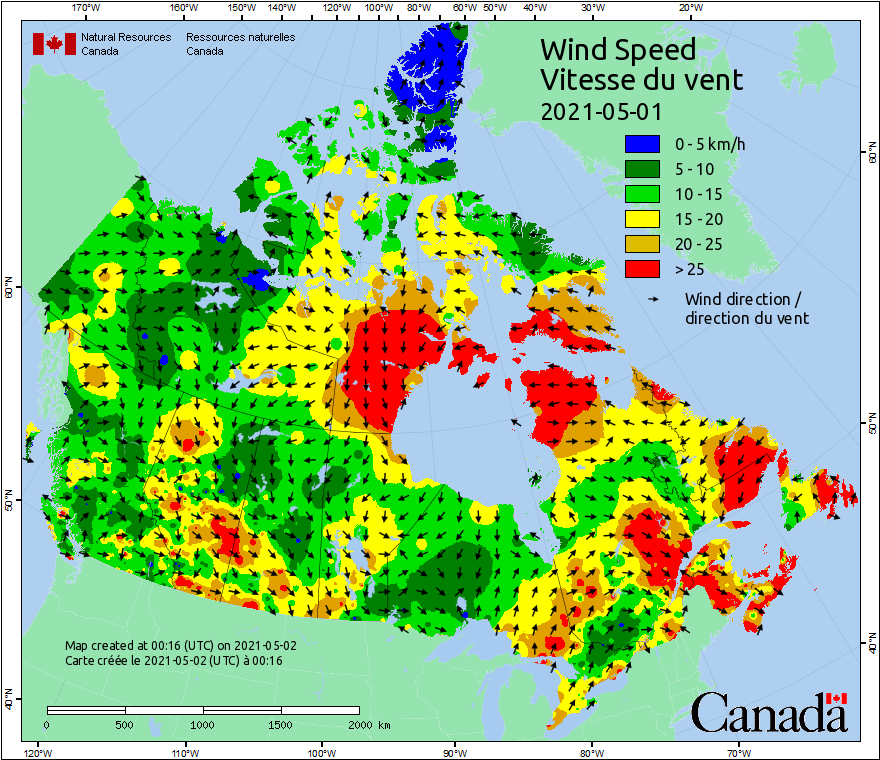 170°W 160°W 150°W 140°W 130°W 120°W 110°W 100°W 90°W 80°W 70°W 60°W 50°W 40°W 30°W 20°W
Natural Resources Canada
Ressources naturelles Canada
Wind Speed
Vitesse du vent
2021-05-01
0 - 5 km/h
5 - 10
10 - 15
15 - 20
20 - 25
> 25
Wind direction /
direction du vent
60°N
50°N
40°N
60°N
50°N
40°N
Map created at 00:16 (UTC) on 2021-05-02
Carte créée le 2021-05-02 (UTC) à 00:16
0 500 1000 1500 2000 km
Canada
120°W 110°W 100°W 90°W 80°W 70°W